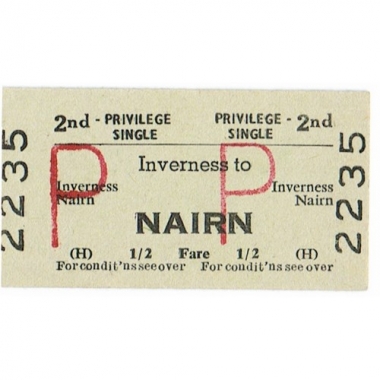 2nd - PRIVILEGE SINGLE PRIVILEGE - 2nd SINGLE
Inverness to
P P
Inverness Nairn Inverness Nairn
NAIRN
(H) 1/2 Fare 1/2 (H)
For condit'ns see over For condit'ns see over
2235 2235